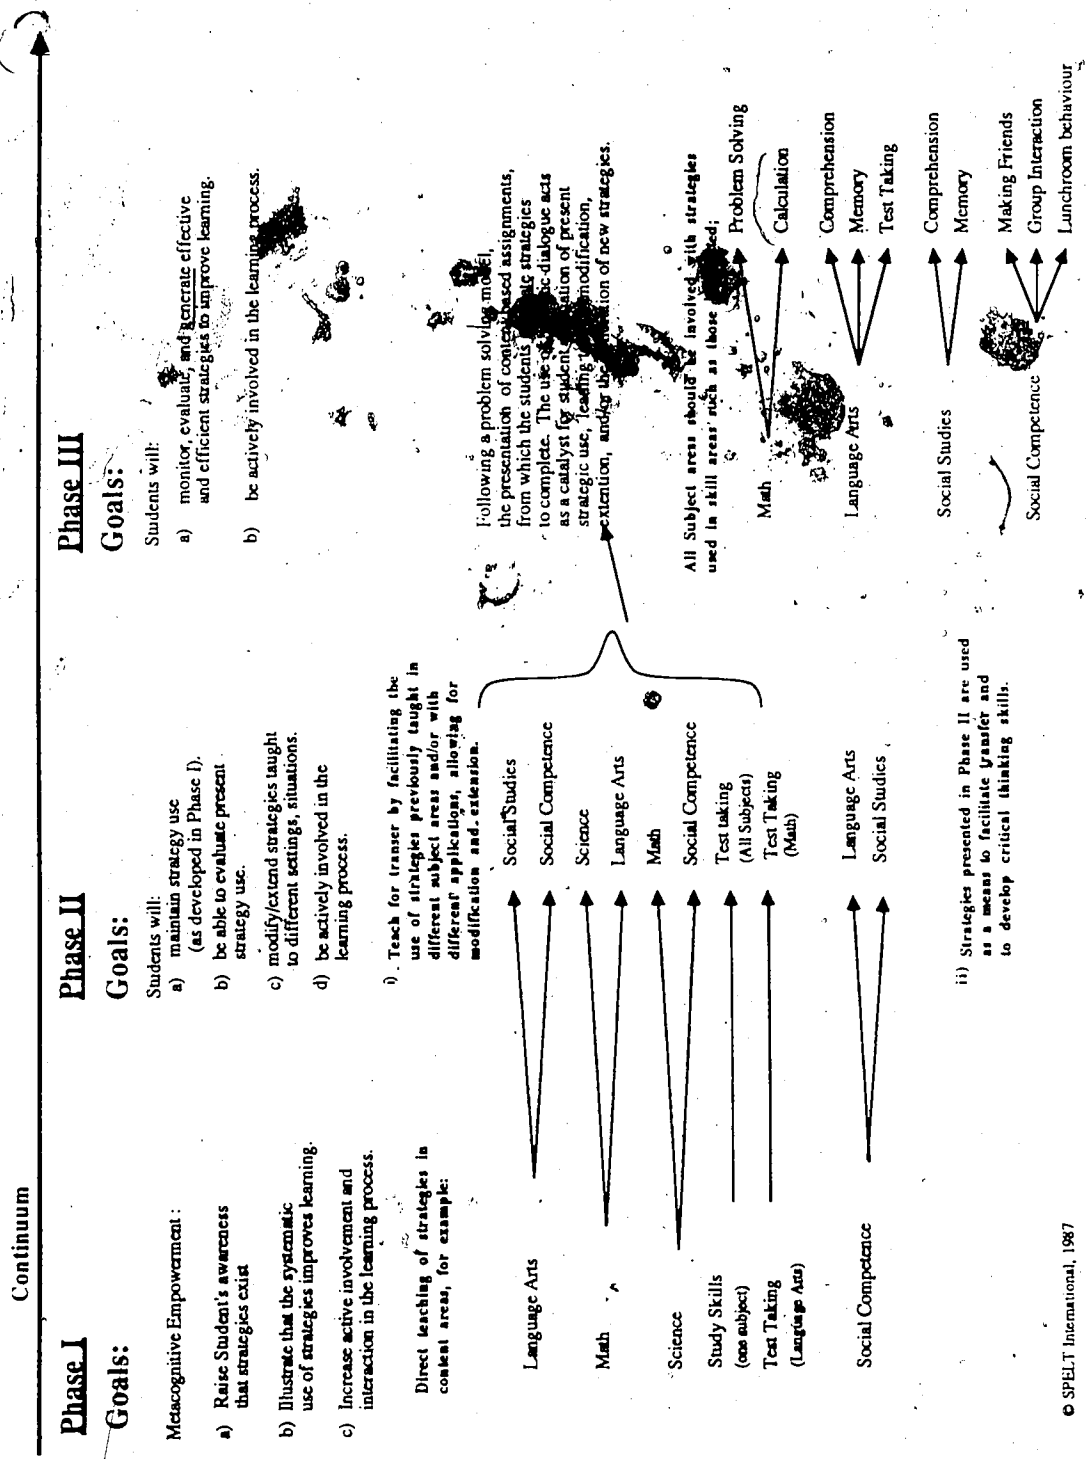 Continuum
Phase I
Goals:
Metacognitive Empowerment :
a) Raise Student's awareness
that strategies exist
b) Illustrate that the systematic
use of strategies improves learning.
c) Increase active involvement and
interaction in the learning process.
Direct teaching of strategies in
content areas, for example:
Language Arts
Math
Science
Study Skills
(one subject)
Test Taking
(Language Arts)
Social Competence
© SPELT International, 1987
Phase II
Goals:
Students will:
a) maintain strategy use
(as developed in Phase I).
b) be able to evaluate present
strategy use.
c) modify/extend strategies taught
to different settings, situations.
d) be actively involved in the
learning process.
i) . Teach for transer by facilitating the
use of strategies previously taught in
different subject areas and/or with
different applications, allowing for
modification and extension.
Social Studies
Social Competence
Science
Language Arts
Math
Social Competence
Test taking
(All Subjects)
Test Taking
(Math)
Language Arts
Social Studies
ii) Strategies presented in Phase II are used
as a means to facilitate transfer and
to develop critical thinking skills.
Phase III
Goals:
Students will:
a) monitor, evaluate, and generate effective
and efficient strategies to improve learning.
b) be actively involved in the learning process.
Following a problem solving model,
the presentation of content based assignments,
from which the students strategies
to complete. The use of dialogue acts
as a catalyst for student of present
strategic use, leading modification,
extention, and/or the of new strategies.
All Subject areas should be involved with strategies
used in skill areas such as those
Math
Problem Solving
Calculation
Language Arts
Comprehension
Memory
Test Taking
Social Studies
Comprehension
Memory
Social Competence
Making Friends
Group Interaction
Lunchroom behaviour